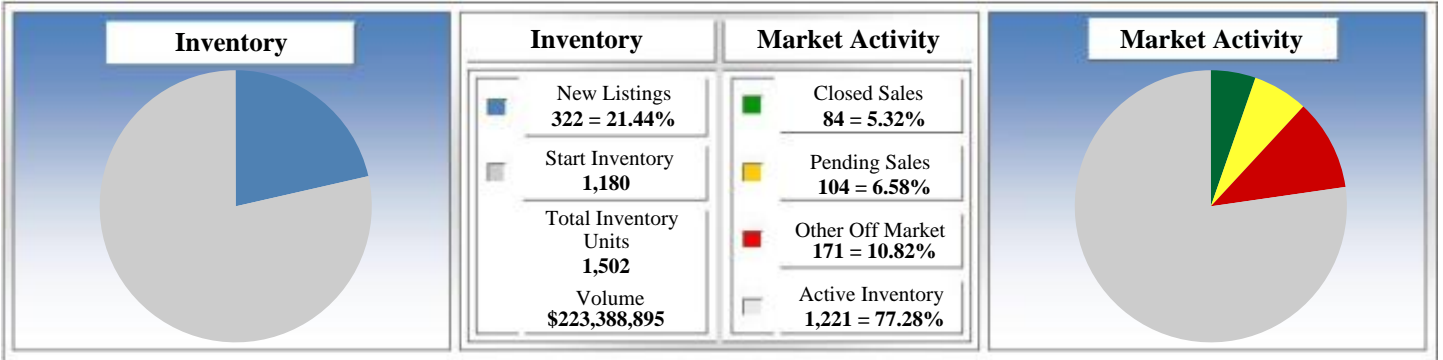 Inventory
Inventory
New Listings
322 = 21.44%
Start Inventory
1,180
Total Inventory
Units
1,502
Volume
$223,388,895
Market Activity
Closed Sales
84 = 5.32%
Pending Sales
104 = 6.58%
Other Off Market
171 = 10.82%
Active Inventory
1,221 = 77.28%
Market Activity